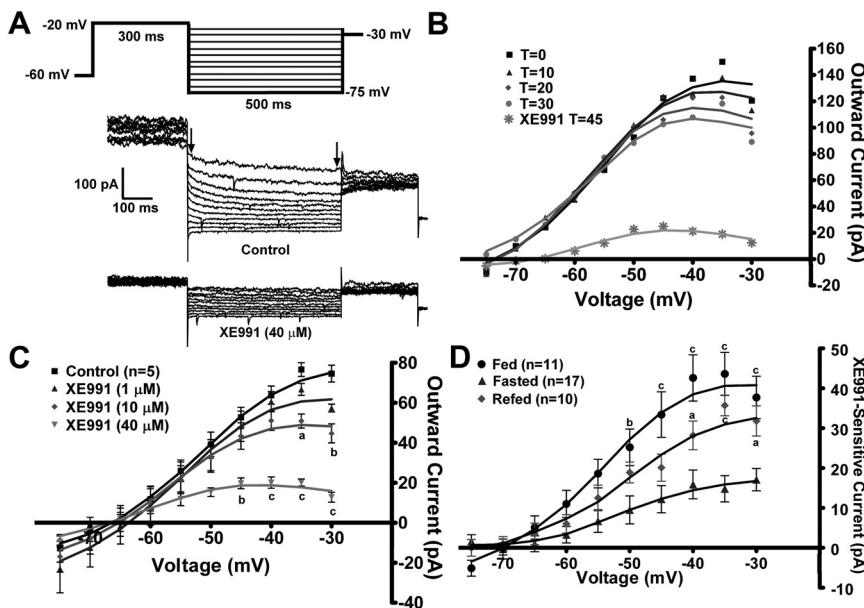 A
-20 mV
300 ms
-30 mV
-60 mV
-75 mV
500 ms
100 pA
100 ms
Control
XE991 (40 µM)
B
T=0
T=10
T=20
T=30
XE991 T=45
160
140
120
100
80
60
40
20
0
-20
-70 -60 -50 -40 -30
Voltage (mV)
Outward Current (pA)
C
Control (n=5)
XE991 (1 µM)
XE991 (10 µM)
XE991 (40 µM)
80
60
40
20
0
-20
-40
-70 -60 -50 -40 -30
a
b
b c c c
Voltage (mV)
Outward Current (pA)
D
Fed (n=11)
Fasted (n=17)
Refed (n=10)
50
40
30
20
10
0
-10
b c c c c
a c a
-70 -60 -50 -40 -30
Voltage (mV)
XE991-Sensitive Current (pA)